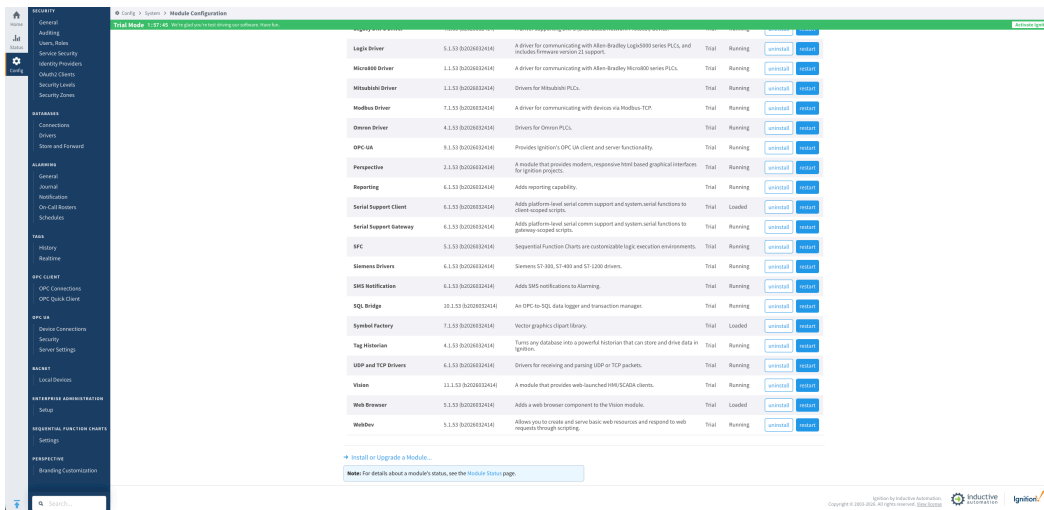 Home
Status
Config
SECURITY
General
Auditing
Users, Roles
Service Security
Identity Providers
OAuth2 Clients
Security Levels
Security Zones
DATABASES
Connections
Drivers
Store and Forward
ALARMING
General
Journal
Notification
On-Call Rosters
Schedules
TAGS
History
Realtime
OPC CLIENT
OPC Connections
OPC Quick Client
OPC UA
Device Connections
Security
Server Settings
BACNET
Local Devices
ENTERPRISE ADMINISTRATION
Setup
SEQUENTIAL FUNCTION CHARTS
Settings
PERSPECTIVE
Branding Customization
Search...
Config > System > Module Configuration
Trial Mode 1:37:45 We're glad you're test driving our software. Have fun.
Activate Ignit
Logix Driver 5.1.53 (b2026032414) A driver for communicating with Allen-Bradley Logix5000 series PLCs, and Trial Running uninstall restart
includes firmware version 21 support.
Micro800 Driver 1.1.53 (b2026032414) A driver for communicating with Allen-Bradley Micro800 series PLCs. Trial Running uninstall restart
Mitsubishi Driver 1.1.53 (b2026032414) Drivers for Mitsubishi PLCs. Trial Running uninstall restart
Modbus Driver 7.1.53 (b2026032414) A driver for communicating with devices via Modbus-TCP. Trial Running uninstall restart
Omron Driver 4.1.53 (b2026032414) Drivers for Omron PLCs. Trial Running uninstall restart
OPC-UA 9.1.53 (b2026032414) Provides Ignition's OPC UA client and server functionality. Trial Running uninstall restart
Perspective 2.1.53 (b2026032414) A module that provides modern, responsive html based graphical interfaces Trial Running uninstall restart
for Ignition projects.
Reporting 6.1.53 (b2026032414) Adds reporting capability. Trial Running uninstall restart
Serial Support Client 6.1.53 (b2026032414) Adds platform-level serial comm support and system.serial functions to Trial Loaded uninstall restart
client-scoped scripts.
Serial Support Gateway 6.1.53 (b2026032414) Adds platform-level serial comm support and system.serial functions to Trial Running uninstall restart
gateway-scoped scripts.
SFC 5.1.53 (b2026032414) Sequential Function Charts are customizable logic execution environments. Trial Running uninstall restart
Siemens Drivers 6.1.53 (b2026032414) Siemens S7-300, S7-400 and S7-1200 drivers. Trial Running uninstall restart
SMS Notification 6.1.53 (b2026032414) Adds SMS notifications to Alarming. Trial Running uninstall restart
SQL Bridge 10.1.53 (b2026032414) An OPC-to-SQL data logger and transaction manager. Trial Running uninstall restart
Symbol Factory 7.1.53 (b2026032414) Vector graphics clipart library. Trial Loaded uninstall restart
Tag Historian 4.1.53 (b2026032414) Turns any database into a powerful historian that can store and drive data in Trial Running uninstall restart
Ignition.
UDP and TCP Drivers 6.1.53 (b2026032414) Drivers for receiving and parsing UDP or TCP packets. Trial Running uninstall restart
Vision 11.1.53 (b2026032414) A module that provides web-launched HMI/SCADA clients. Trial Running uninstall restart
Web Browser 5.1.53 (b2026032414) Adds a web browser component to the Vision module. Trial Loaded uninstall restart
WebDev 5.1.53 (b2026032414) Allows you to create and serve basic web resources and respond to web Trial Running uninstall restart
requests through scripting.
Install or Upgrade a Module...
Note: For details about a module's status, see the Module Status page.
Ignition by Inductive Automation.
Copyright © 2003-2026. All rights reserved. View license
inductive automation
Ignition!